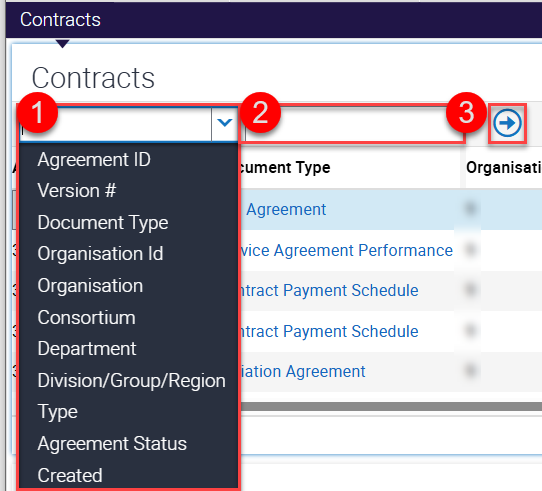 Contracts
Contracts
1
2
3
Agreement ID
Version #
Document Type
Organisation Id
Organisation
Consortium
Department
Division/Group/Region
Type
Agreement Status
Created
cument Type
Organisati
Agreement
vice Agreement Performance
ntract Payment Schedule
ntract Payment Schedule
iation Agreement